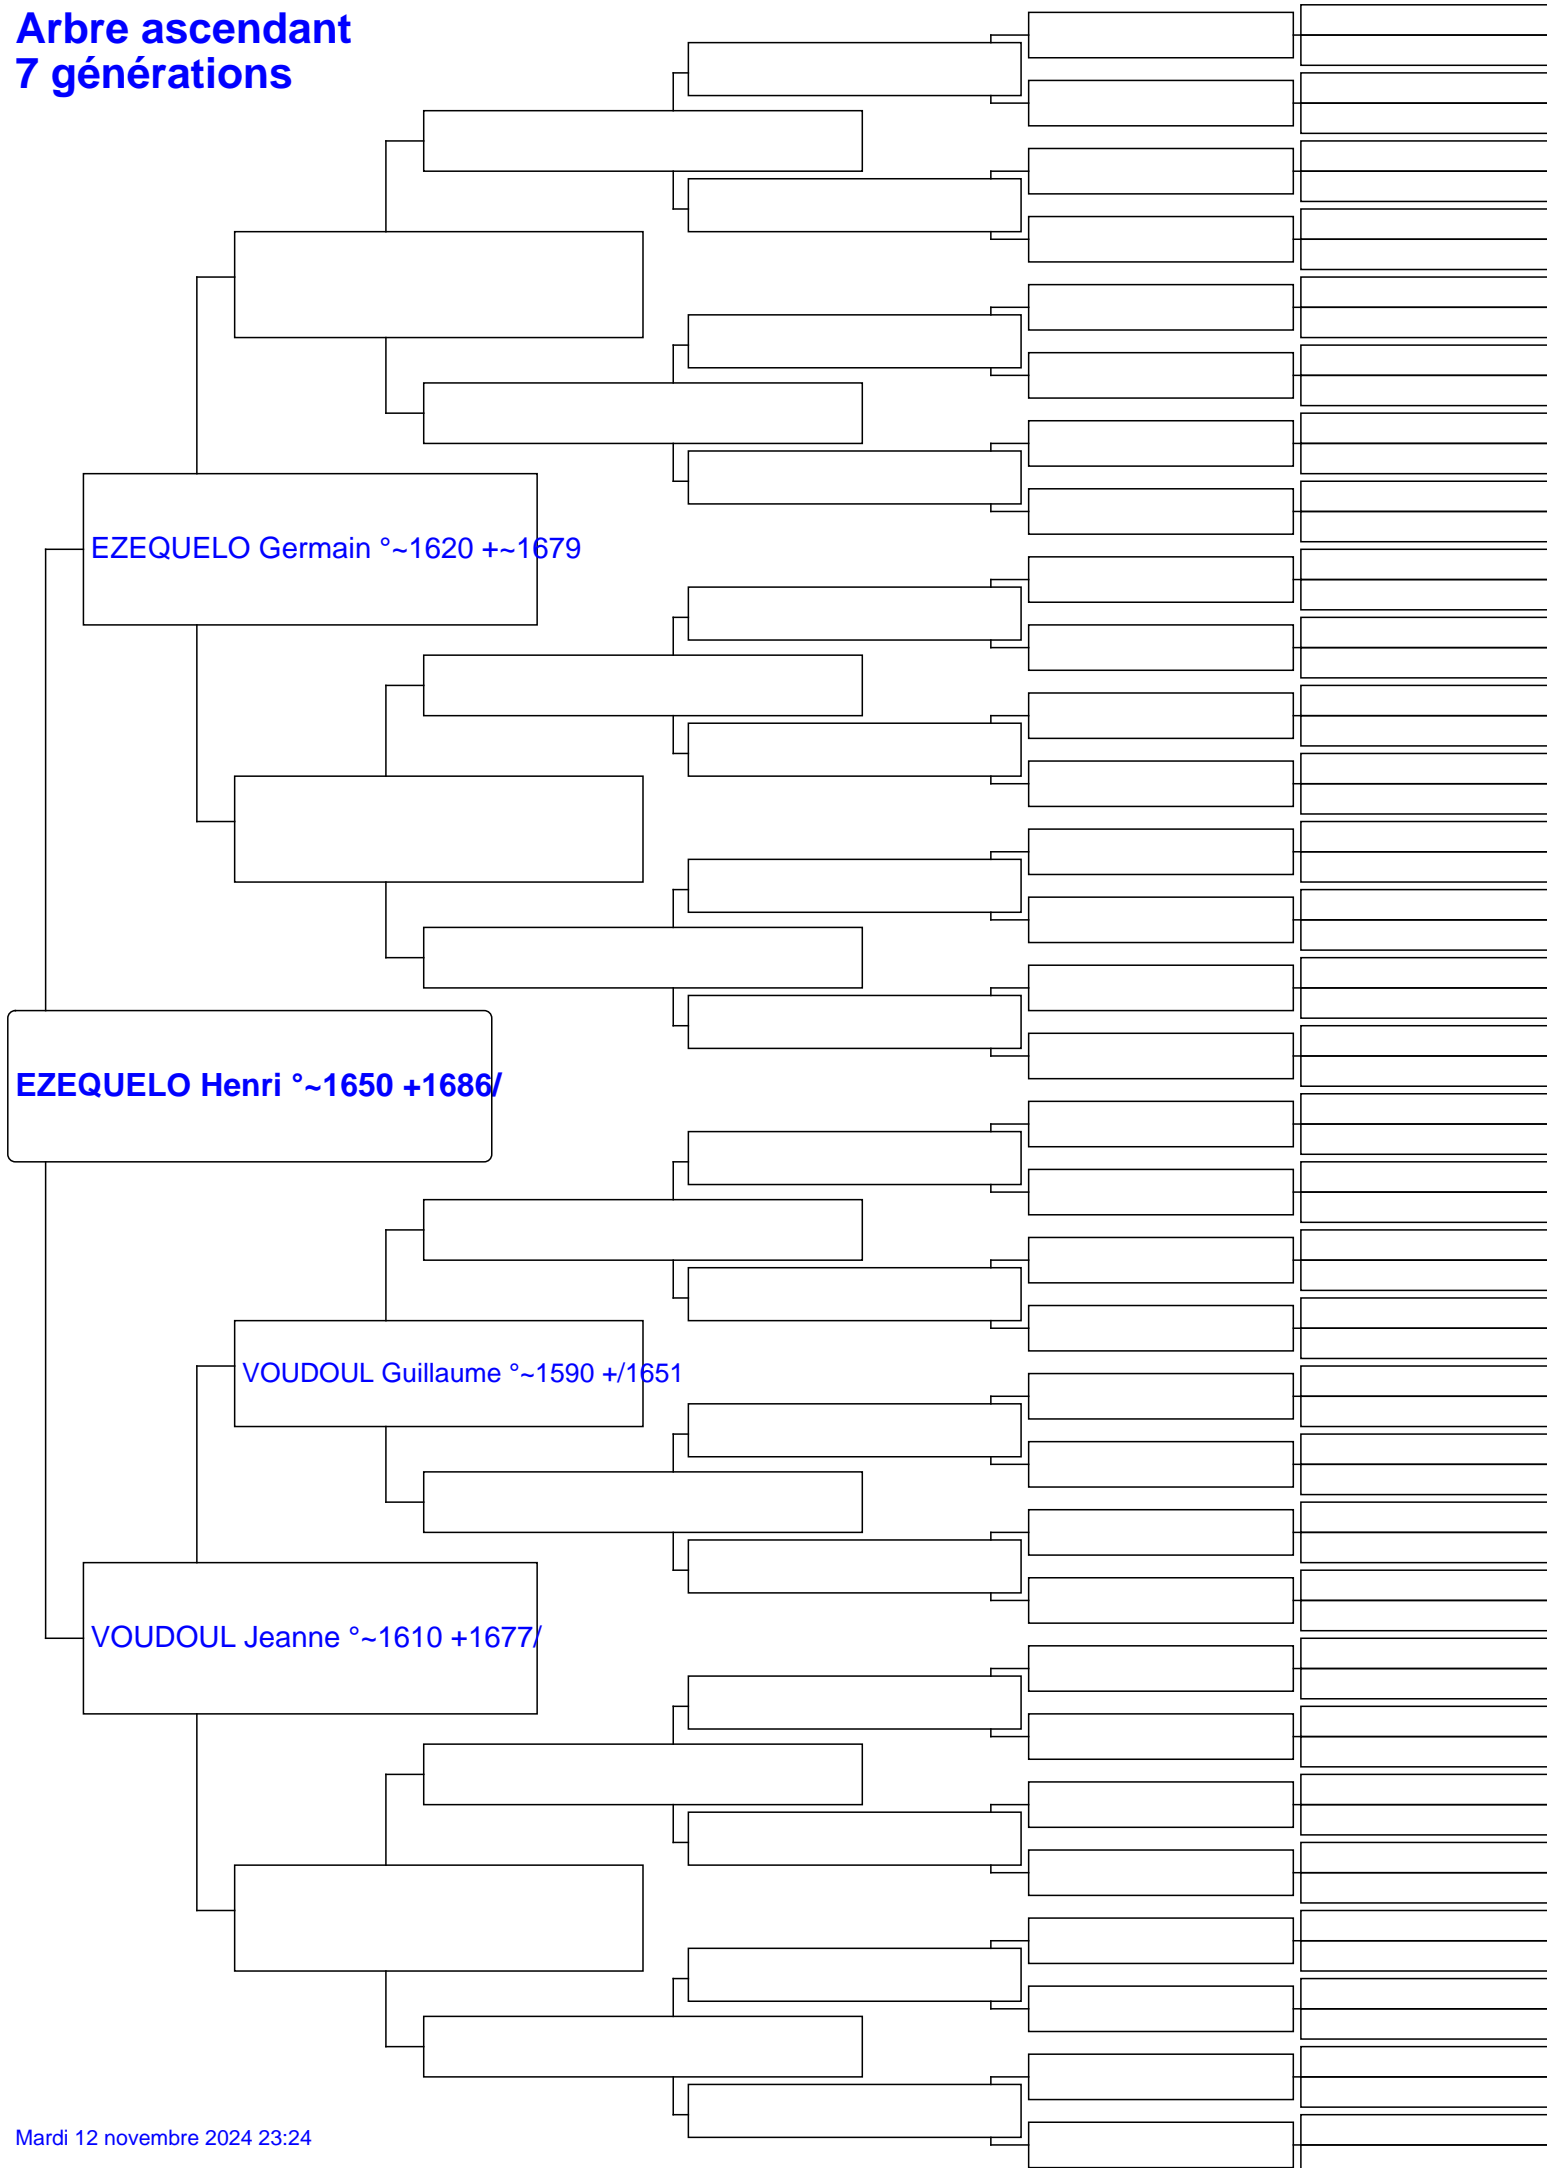 Arbre ascendant
7 générations
EZEQUELO Germain °~1620 +~1679
EZEQUELO Henri °~1650 +1686/
VOUDOUL Guillaume °~1590 +/1651
VOUDOUL Jeanne °~1610 +1677/
Mardi 12 novembre 2024 23:24